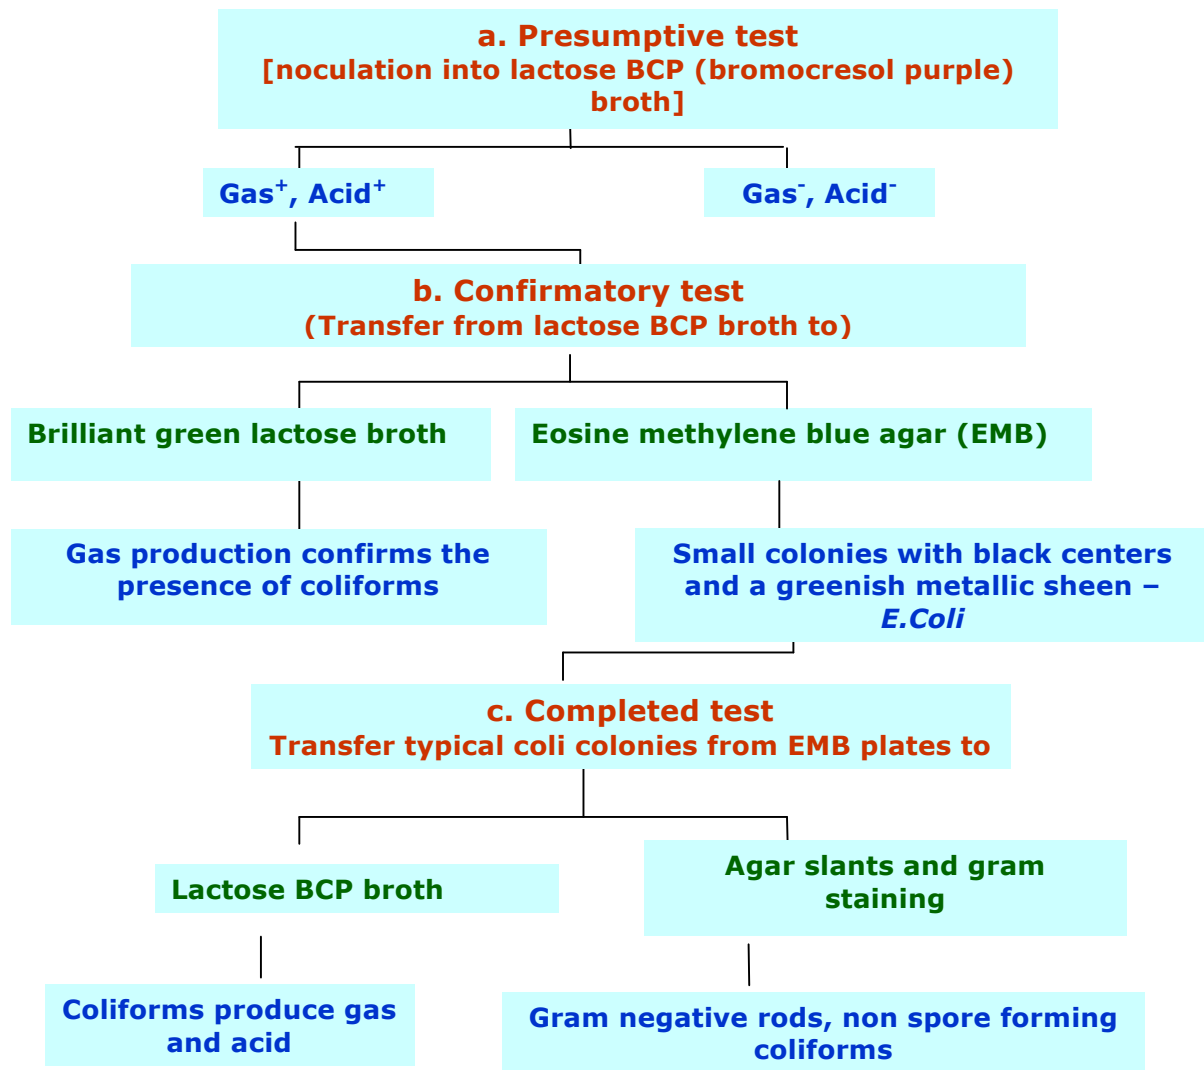 a. Presumptive test
[noculation into lactose BCP (bromocresol purple)
broth]
Gas⁺, Acid⁺
Gas⁻, Acid⁻
b. Confirmatory test
(Transfer from lactose BCP broth to)
Brilliant green lactose broth
Eosine methylene blue agar (EMB)
Gas production confirms the
presence of coliforms
Small colonies with black centers
and a greenish metallic sheen –
E.Coli
c. Completed test
Transfer typical coli colonies from EMB plates to
Lactose BCP broth
Agar slants and gram
staining
Coliforms produce gas
and acid
Gram negative rods, non spore forming
coliforms